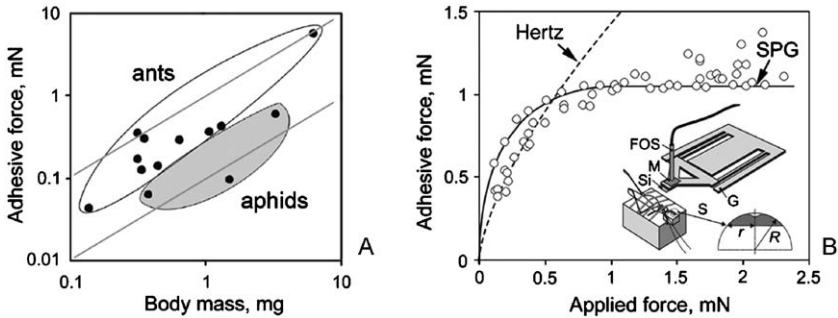 10
1
0.1
0.01
0.1
1
10
Adhesive force, mN
Body mass, mg
ants
aphids
A
1.5
1
0.5
0
0
0.5
1
1.5
2
2.5
Adhesive force, mN
Applied force, mN
Hertz
SPG
FOS
M
Si
G
S
r
R
B